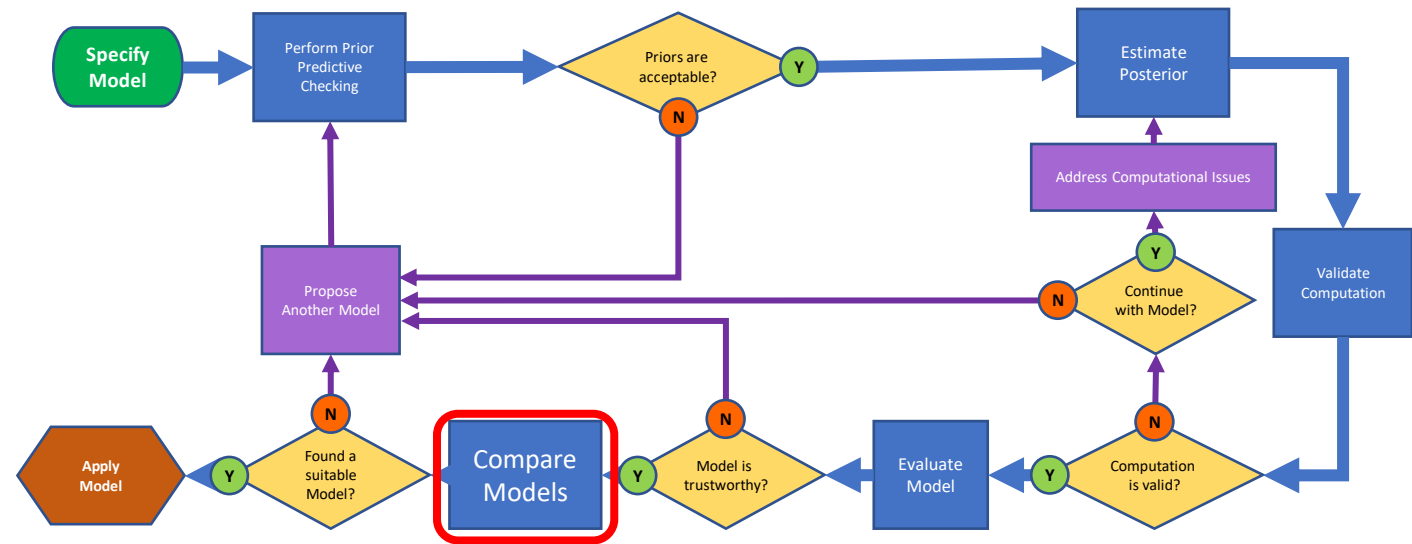 Specify
Model
Perform Prior
Predictive
Checking
Priors are
acceptable?
Y
N
Estimate
Posterior
Address Computational Issues
Y
Continue
with Model?
N
Validate
Computation
Propose
Another Model
N
Found a
suitable
Model?
Y
Apply
Model
Compare
Models
N
Model is
trustworthy?
Y
Evaluate
Model
N
Computation
is valid?
Y